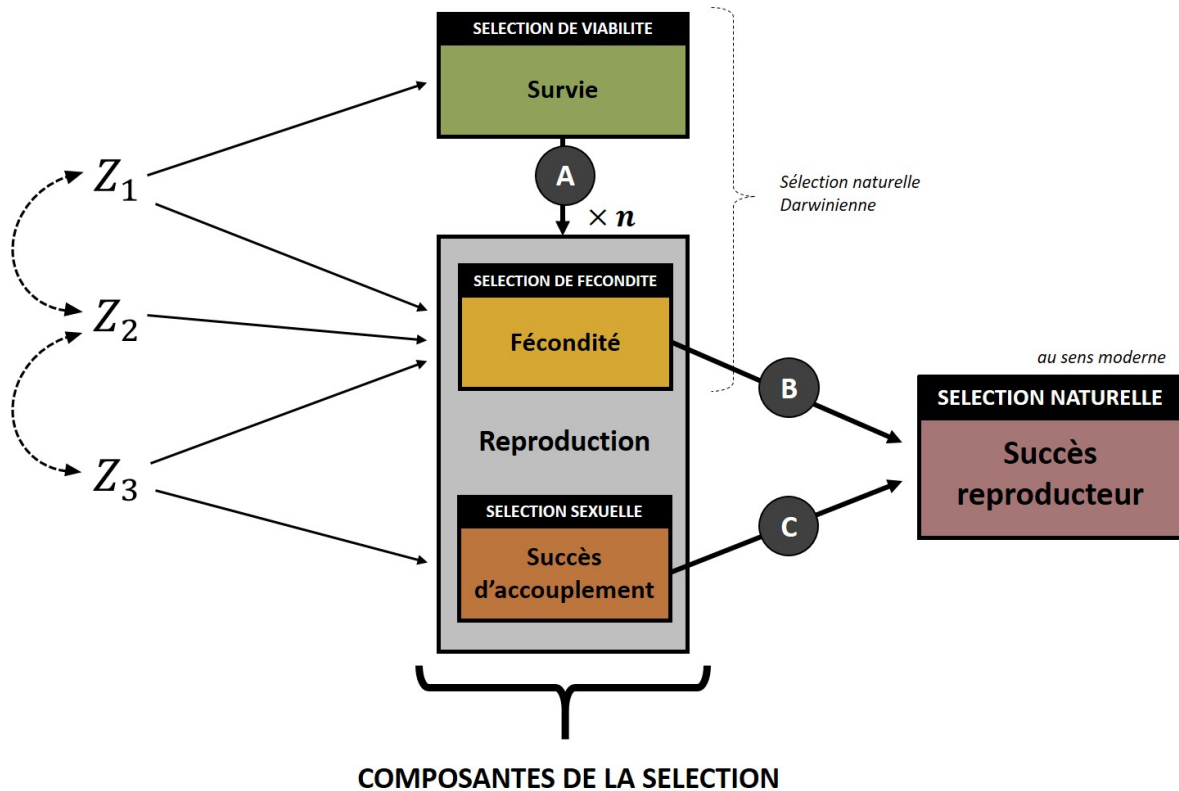 SELECTION DE VIABILITE
Survie
A
× n
Z1
Z2
Z3
Sélection naturelle
Darwinienne
SELECTION DE FECONDITE
Fécondité
B
Reproduction
SELECTION SEXUELLE
Succès
d'accouplement
C
au sens moderne
SELECTION NATURELLE
Succès
reproducteur
COMPOSANTES DE LA SELECTION